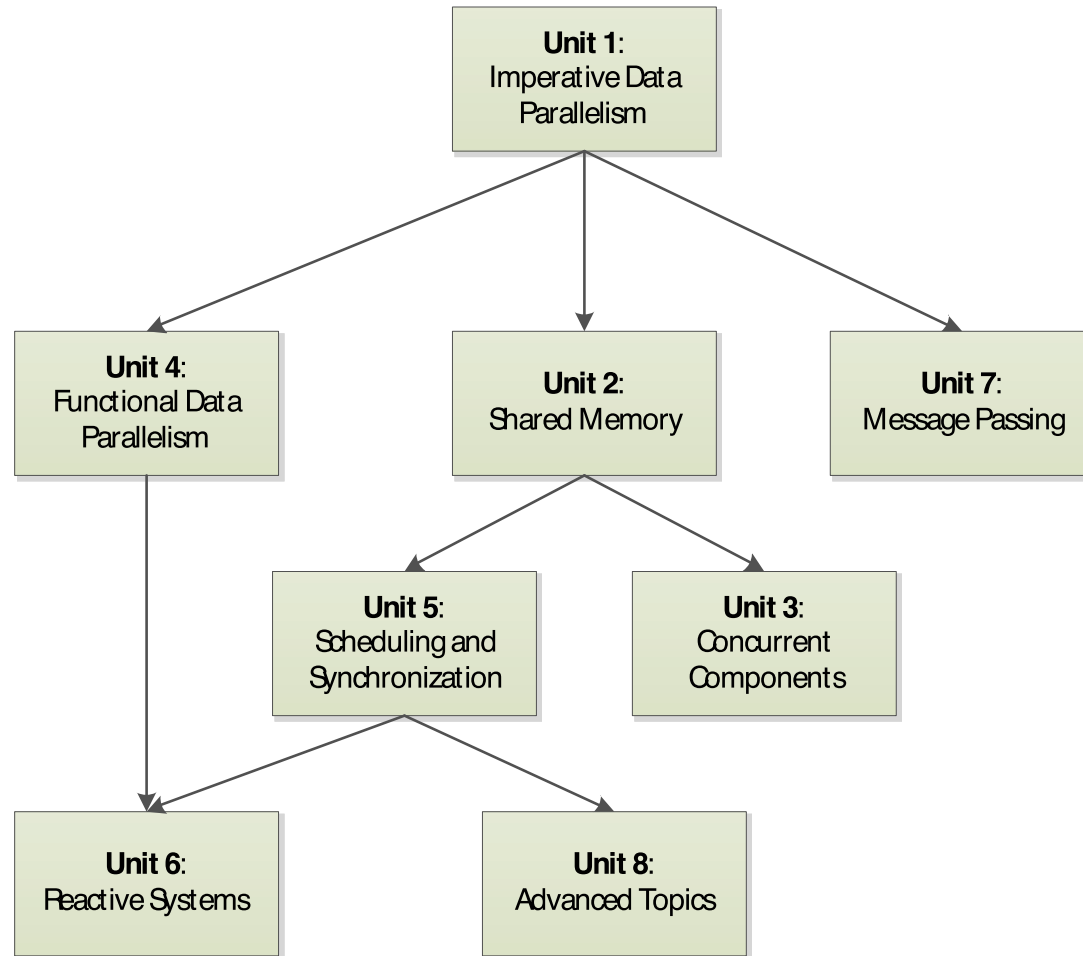 Unit 1:
Imperative Data
Parallelism
Unit 4:
Functional Data
Parallelism
Unit 2:
Shared Memory
Unit 7:
Message Passing
Unit 5:
Scheduling and
Synchronization
Unit 3:
Concurrent
Components
Unit 6:
Reactive Systems
Unit 8:
Advanced Topics